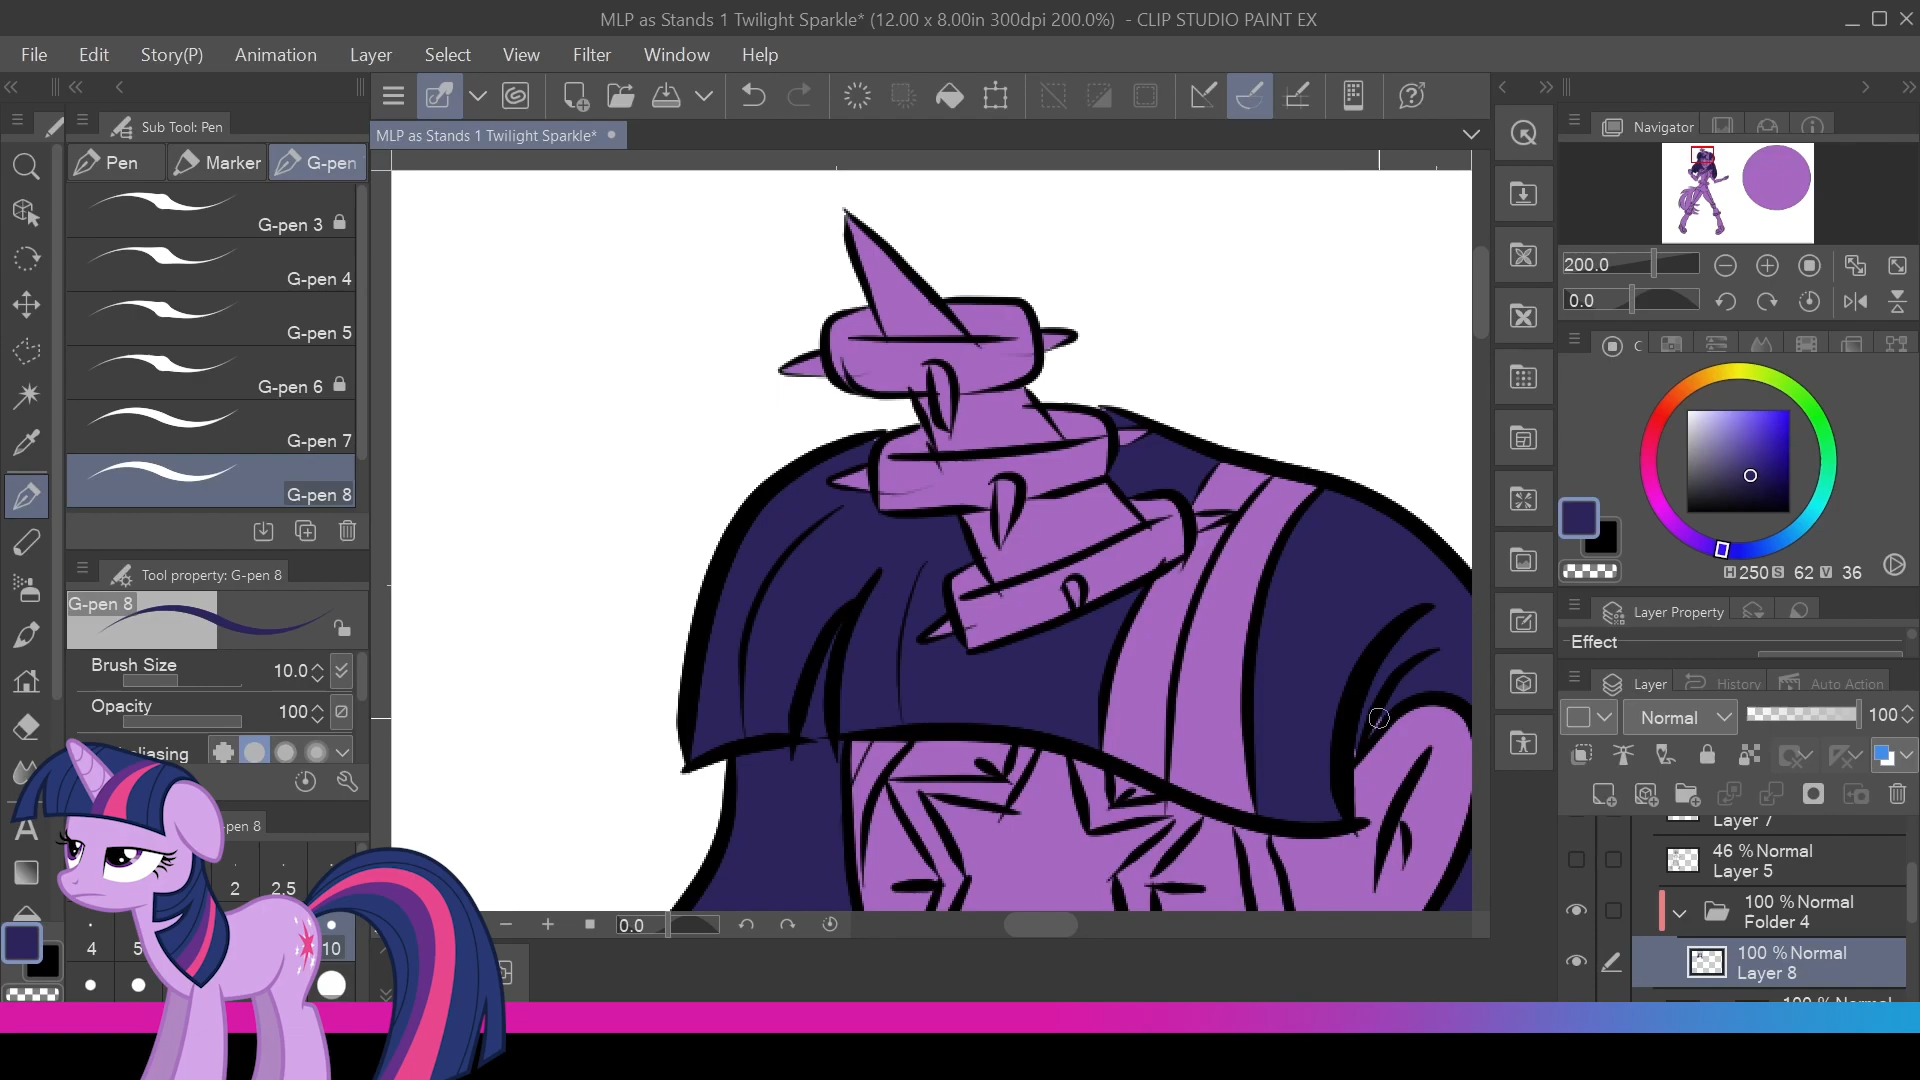 MLP as Stands 1 Twilight Sparkle* (12.00 x 8.00in 300dpi 200.0%) - CLIP STUDIO PAINT EX
File Edit Story(P) Animation Layer Select View Filter Window Help
Sub Tool: Pen
MLP as Stands 1 Twilight Sparkle*
Navigator
Pen Marker G-pen
G-pen 3
G-pen 4
G-pen 5
G-pen 6
G-pen 7
G-pen 8
200.0
0.0
C
H 250 S 62 V 36
Tool property: G-pen 8
G-pen 8
Brush Size 10.0
Opacity 100
aliasing
Layer Property
Effect
Layer History Auto Action
Normal 100
Layer 7
46 % Normal
Layer 5
100 % Normal
Folder 4
100 % Normal
Layer 8
100 % Normal
pen 8
A
2 2.5
4 5 10
0.0